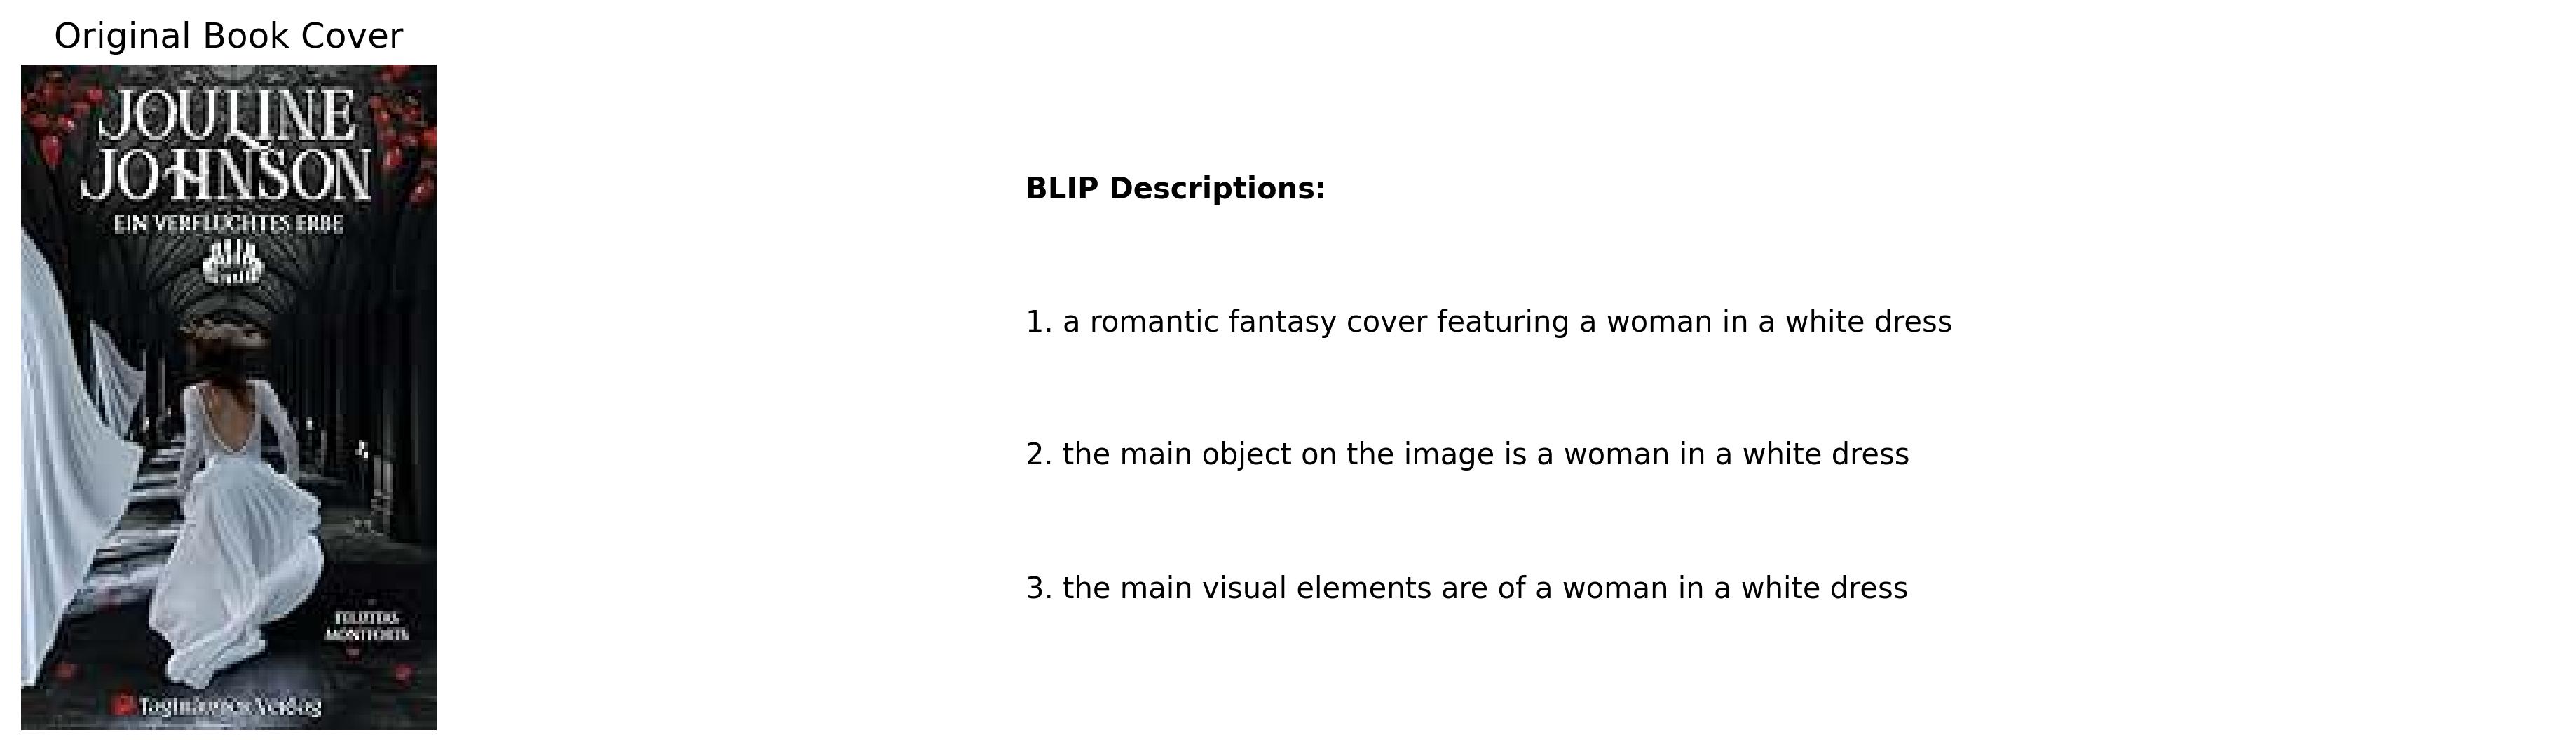 Original Book Cover
JOULINE
JOHNSON
EIN VERFLUCHTES ERBE
MONTFORTS
Verlag
BLIP Descriptions:
1. a romantic fantasy cover featuring a woman in a white dress
2. the main object on the image is a woman in a white dress
3. the main visual elements are of a woman in a white dress